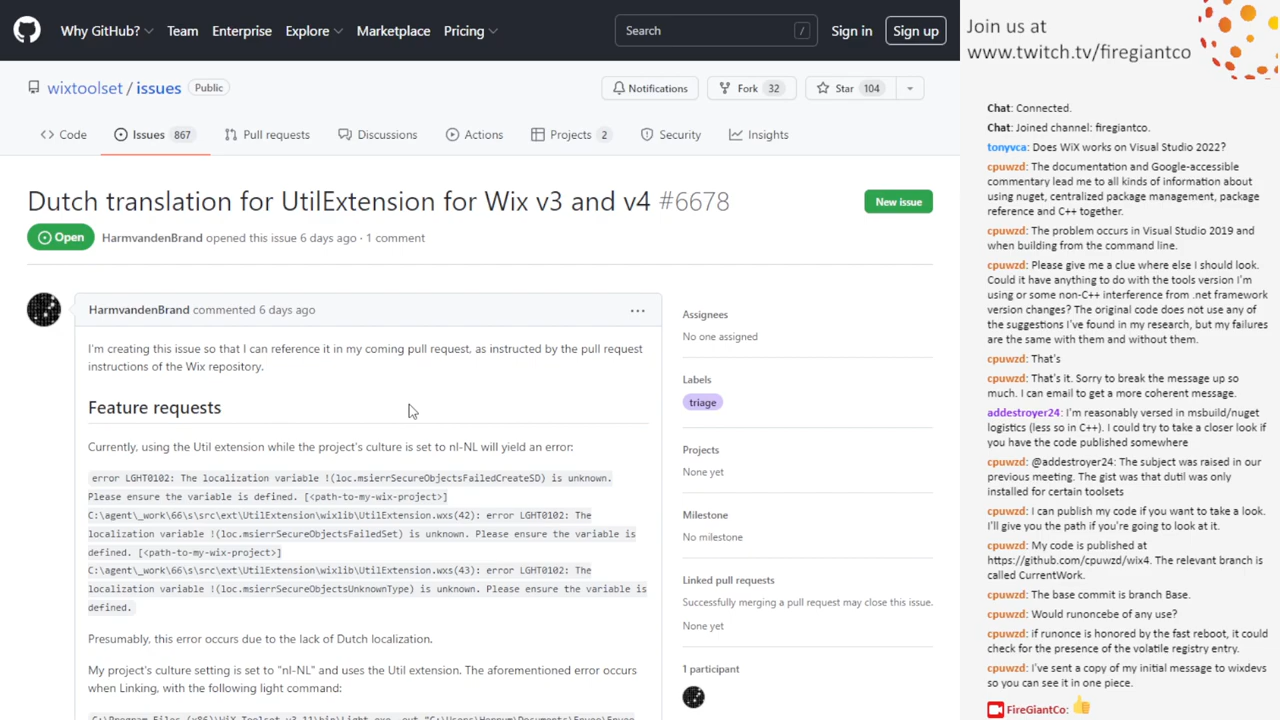 Why GitHub? Team Enterprise Explore Marketplace Pricing Search / Sign in Sign up
wixtoolset / issues Public Notifications Fork 32 Star 104
Code Issues 867 Pull requests Discussions Actions Projects 2 Security Insights
Dutch translation for UtilExtension for Wix v3 and v4 #6678 New issue
Open HarmvandenBrand opened this issue 6 days ago · 1 comment
HarmvandenBrand commented 6 days ago ...
I'm creating this issue so that I can reference it in my coming pull request, as instructed by the pull request
instructions of the Wix repository.
Feature requests
Currently, using the Util extension while the project's culture is set to nl-NL will yield an error:
error LGHT0102: The localization variable !(loc.msierrSecureObjectsFailedCreateSD) is unknown.
Please ensure the variable is defined. [<path-to-my-wix-project>]
C:\agent\_work\66\s\src\ext\UtilExtension\wixlib\UtilExtension.wxs(42): error LGHT0102: The
localization variable !(loc.msierrSecureObjectsFailedSet) is unknown. Please ensure the variable is
defined. [<path-to-my-wix-project>]
C:\agent\_work\66\s\src\ext\UtilExtension\wixlib\UtilExtension.wxs(43): error LGHT0102: The
localization variable !(loc.msierrSecureObjectsUnknownType) is unknown. Please ensure the variable is
defined.
Presumably, this error occurs due to the lack of Dutch localization.
My project's culture setting is set to "nl-NL" and uses the Util extension. The aforementioned error occurs
when Linking, with the following light command:
Assignees
No one assigned
Labels
triage
Projects
None yet
Milestone
No milestone
Linked pull requests
Successfully merging a pull request may close this issue.
None yet
1 participant
Join us at
www.twitch.tv/firegiantco
Chat: Connected.
Chat: Joined channel: firegiantco.
tonyvca: Does WiX works on Visual Studio 2022?
cpuwzd: The documentation and Google-accessible
commentary lead me to all kinds of information about
using nuget, centralized package management, package
reference and C++ together.
cpuwzd: The problem occurs in Visual Studio 2019 and
when building from the command line.
cpuwzd: Please give me a clue where else I should look.
Could it have anything to do with the tools version I'm
using or some non-C++ interference from .net framework
version changes? The original code does not use any of
the suggestions I've found in my research, but my failures
are the same with them and without them.
cpuwzd: That's
cpuwzd: That's it. Sorry to break the message up so
much. I can email to get a more coherent message.
addestroyer24: I'm reasonably versed in msbuild/nuget
logistics (less so in C++). I could try to take a closer look if
you have the code published somewhere
cpuwzd: @addestroyer24: The subject was raised in our
previous meeting. The gist was that dutil was only
installed for certain toolsets
cpuwzd: I can publish my code if you want to take a look.
I'll give you the path if you're going to look at it.
cpuwzd: My code is published at
https://github.com/cpuwzd/wix4. The relevant branch is
called CurrentWork.
cpuwzd: The base commit is branch Base.
cpuwzd: Would runoncebe of any use?
cpuwzd: if runonce is honored by the fast reboot, it could
check for the presence of the volatile registry entry.
cpuwzd: I've sent a copy of my initial message to wixdevs
so you can see it in one piece.
FireGiantCo: